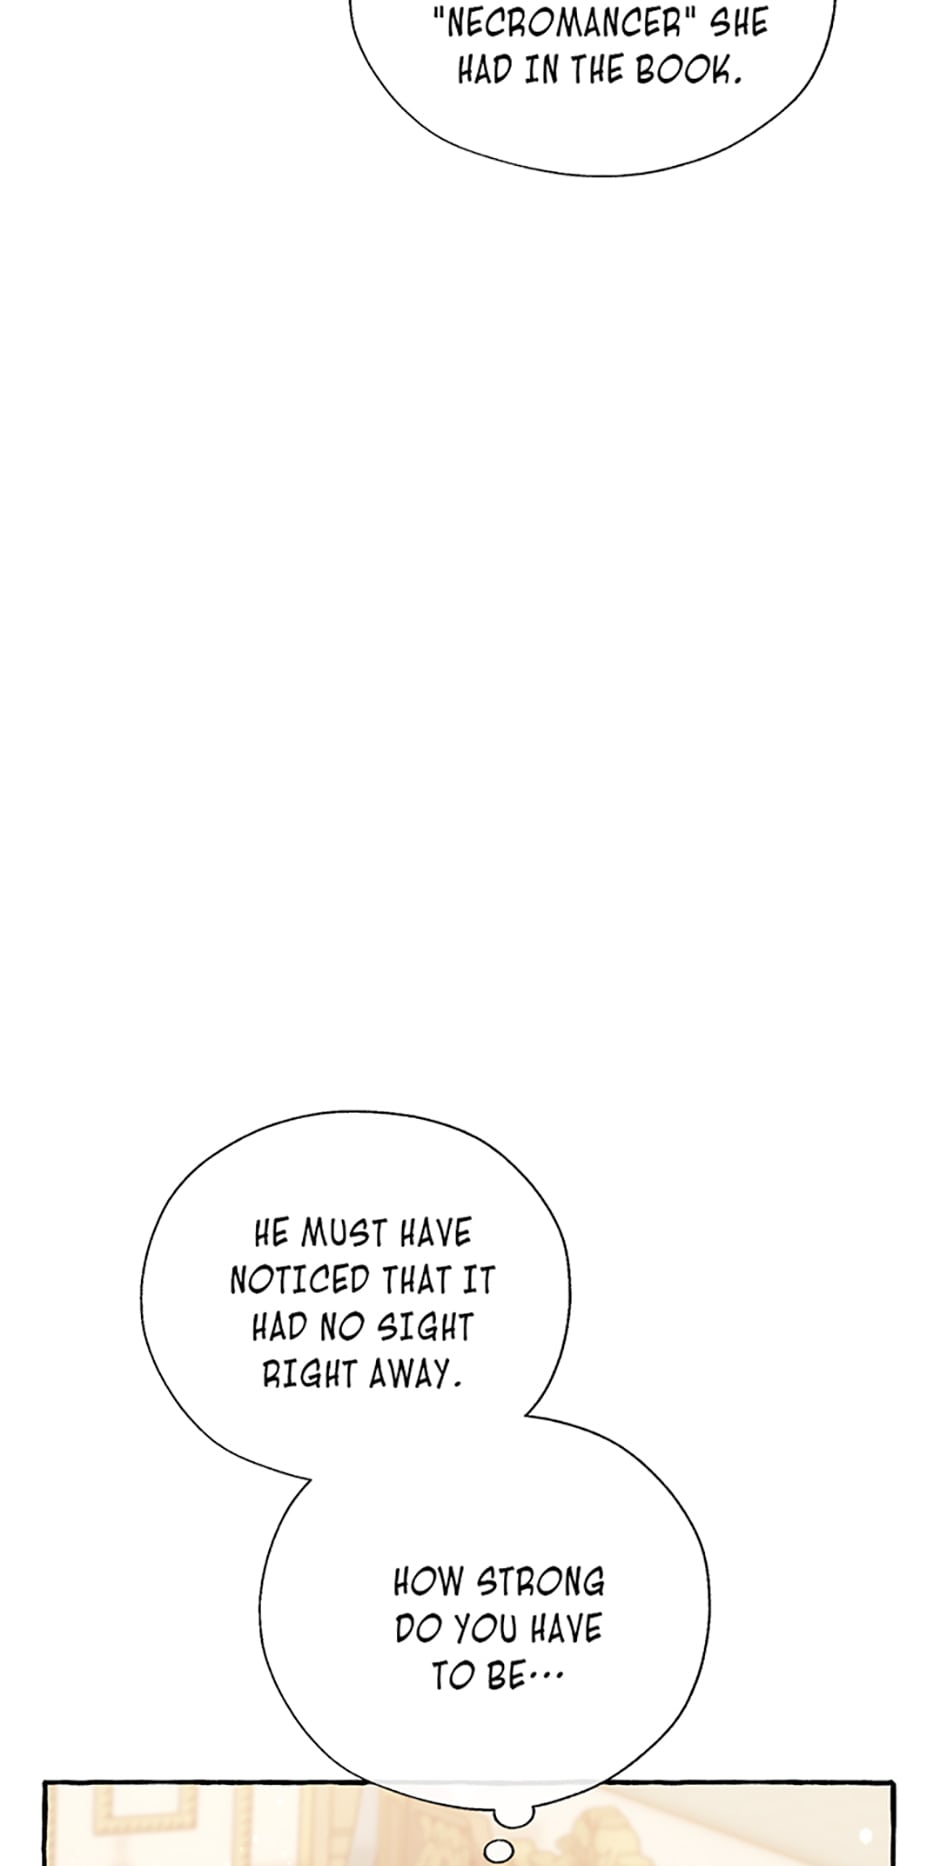 "NECROMANCER" SHE
HAD IN THE BOOK.
HE MUST HAVE
NOTICED THAT IT
HAD NO SIGHT
RIGHT AWAY.
HOW STRONG
DO YOU HAVE
TO BE...